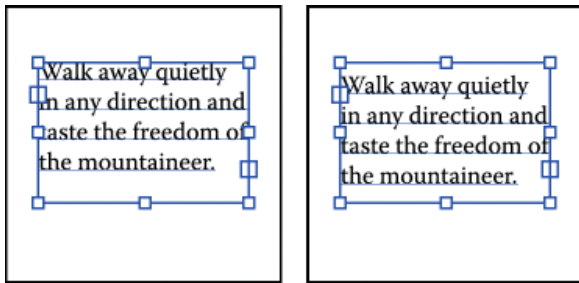 Walk away quietly
in any direction and
taste the freedom of
the mountaineer.
Walk away quietly
in any direction and
taste the freedom of
the mountaineer.